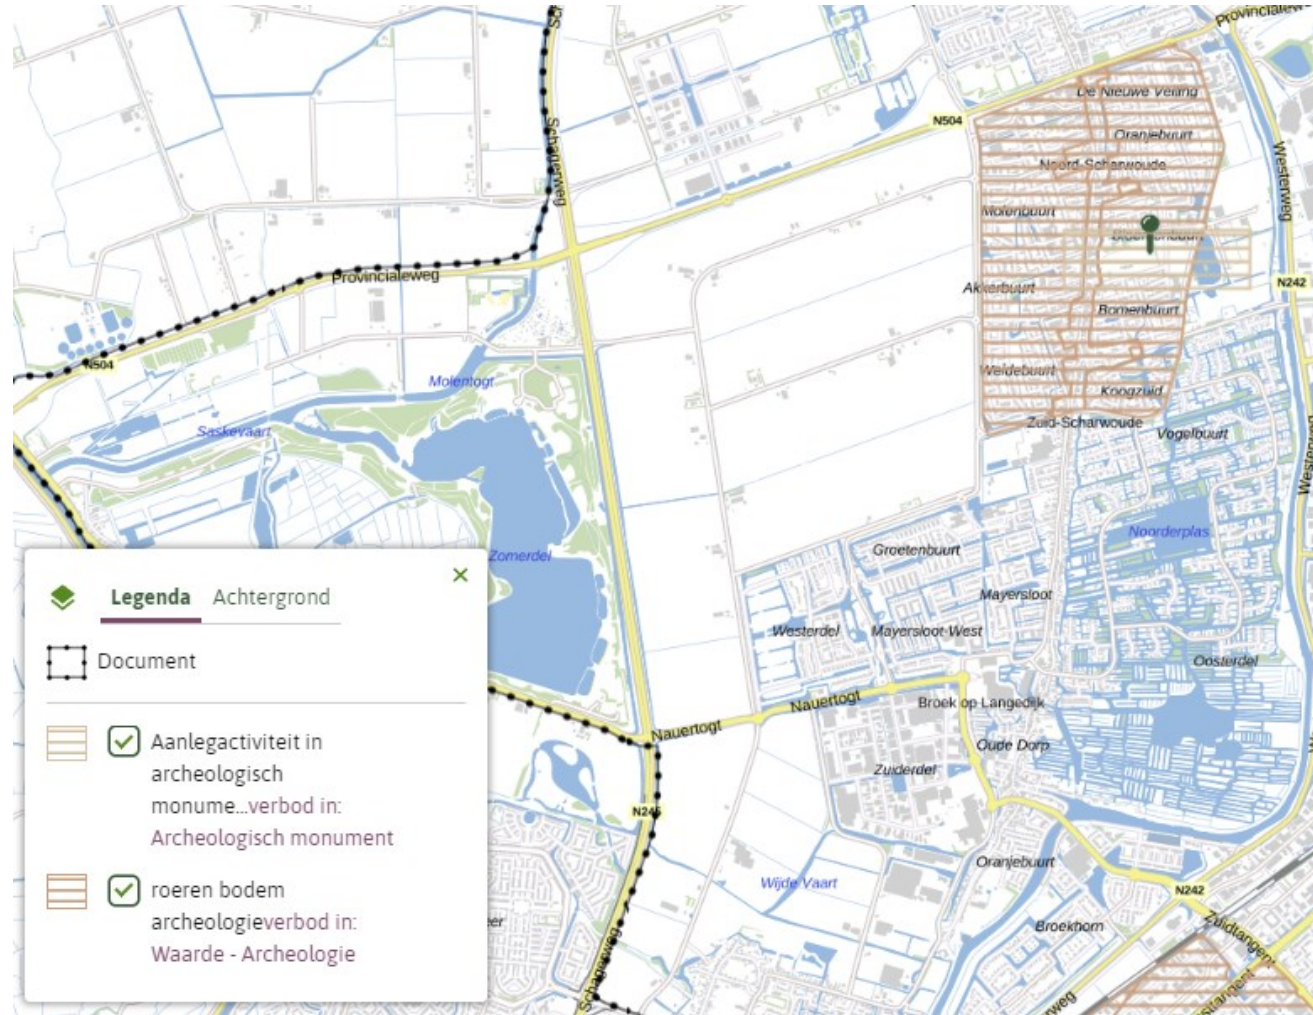 Provincialew
N504
De Nieuwe Veiling
Oranjebuurt
Noord-Scharwoude
Molenbuurt
Schagerweg
Westerweg
Provincialeweg
Akkerbuurt
Bomenbuurt
N242
N504
Molentogt
Weidebuurt
Koogzuid
Zuid-Scharwoude
Vogelbuurt
Saskevaart
Noorderplas
Zomerdel
Groetenbuurt
Mayersloot
Westerdel
Mayersloot-West
Oosterdel
Nauertogt
Nauertogt
Broek op Langedijk
Oude Dorp
Zuiderdel
N245
Oranjebuurt
Wijde Vaart
N242
Broekhorn
Zuidtangent
Schagerweg
Legenda Achtergrond
Document
Aanlegactiviteit in
archeologisch
monume...verbod in:
Archeologisch monument
roeren bodem
archeologieverbod in:
Waarde - Archeologie